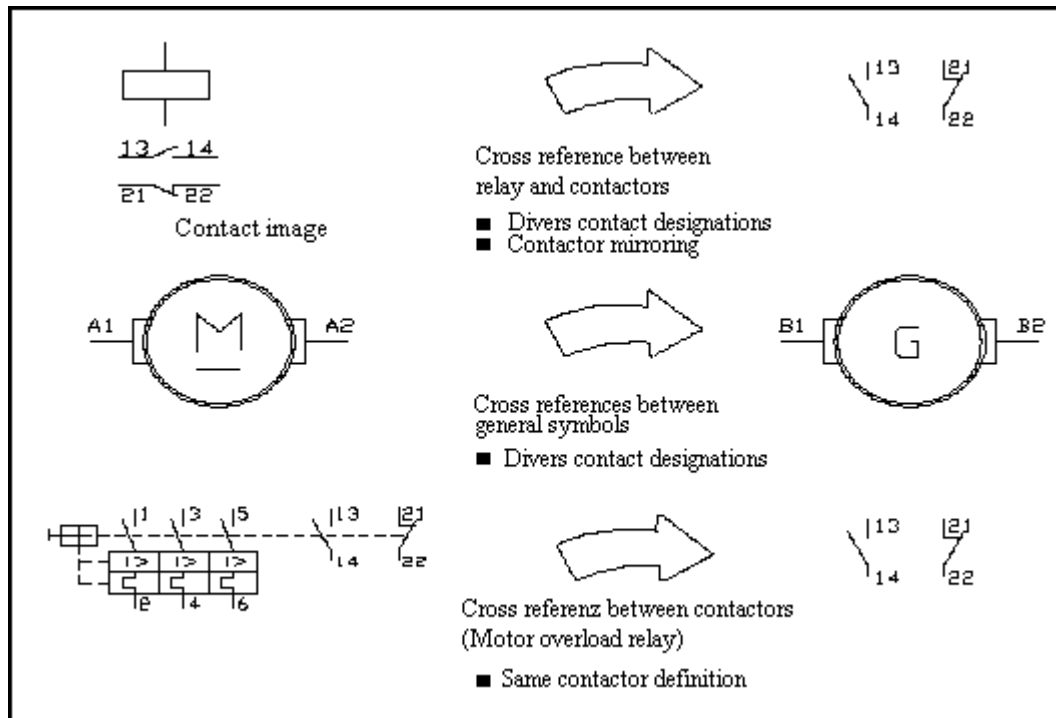 13 14
21 22
Contact image
Cross reference between
relay and contactors
■ Divers contact designations
■ Contactor mirroring
13 21
14 22
A1 M A2
Cross references between
general symbols
■ Divers contact designations
B1 G B2
1 3 5 13 21
14 22
I> I> I>
2 4 6
Cross referenz between contactors
(Motor overload relay)
■ Same contactor definition
13 21
14 22